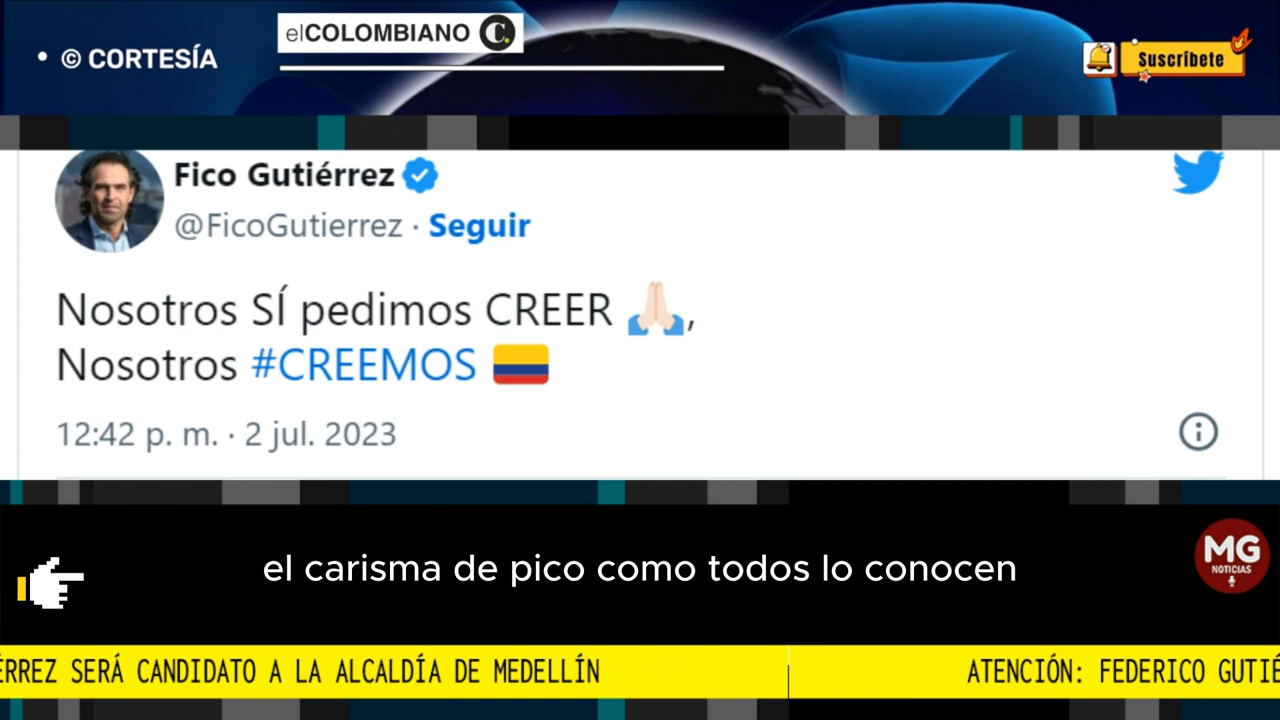 © CORTESÍA
elCOLOMBIANO C.
Suscríbete
Fico Gutiérrez
@FicoGutierrez · Seguir
Nosotros SÍ pedimos CREER 🙏🏻,
Nosotros #CREEMOS 🇨🇴
12:42 p. m. · 2 jul. 2023
el carisma de pico como todos lo conocen
MG
NOTICIAS
ÉRREZ SERÁ CANDIDATO A LA ALCALDÍA DE MEDELLÍN
ATENCIÓN: FEDERICO GUTIÉ